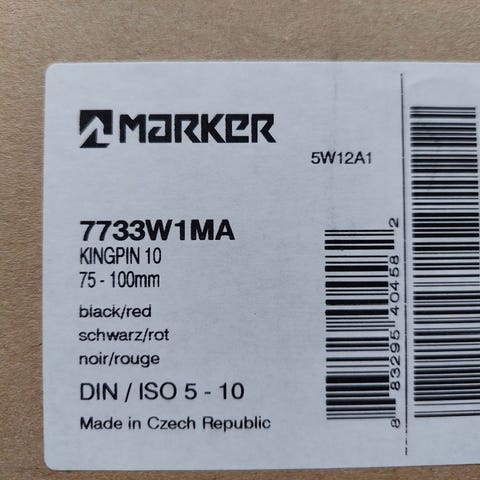 MARKER
5W12A1
7733W1MA
KINGPIN 10
75 - 100mm
black/red
schwarz/rot
noir/rouge
DIN / ISO 5 - 10
Made in Czech Republic
8 83295 40458 2